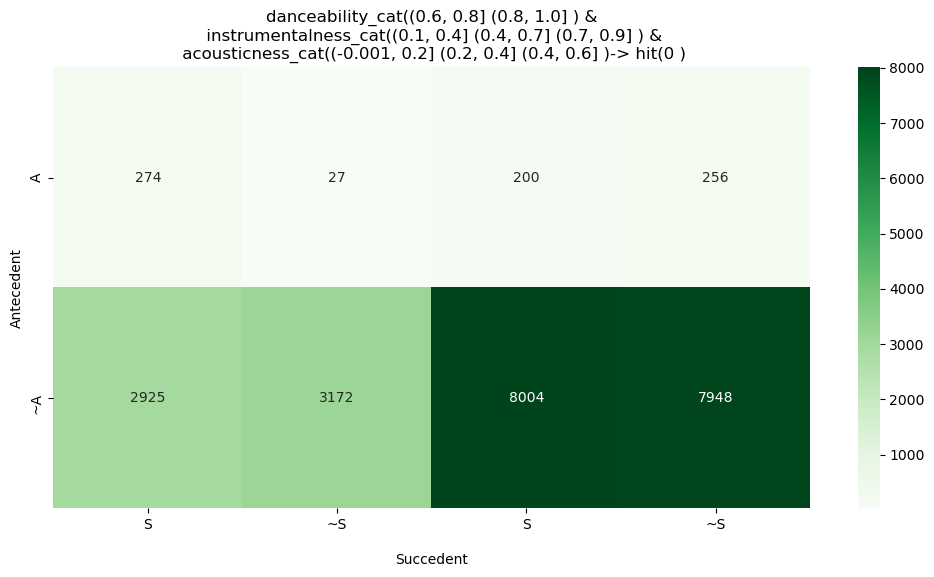 danceability_cat((0.6, 0.8] (0.8, 1.0] ) &
instrumentalness_cat((0.1, 0.4] (0.4, 0.7] (0.7, 0.9] ) &
acousticness_cat((-0.001, 0.2] (0.2, 0.4] (0.4, 0.6] )-> hit(0 )
8000
7000
6000
5000
4000
3000
2000
1000
Antecedent
A
274 27 200 256
~A
2925 3172 8004 7948
S ~S S ~S
Succedent